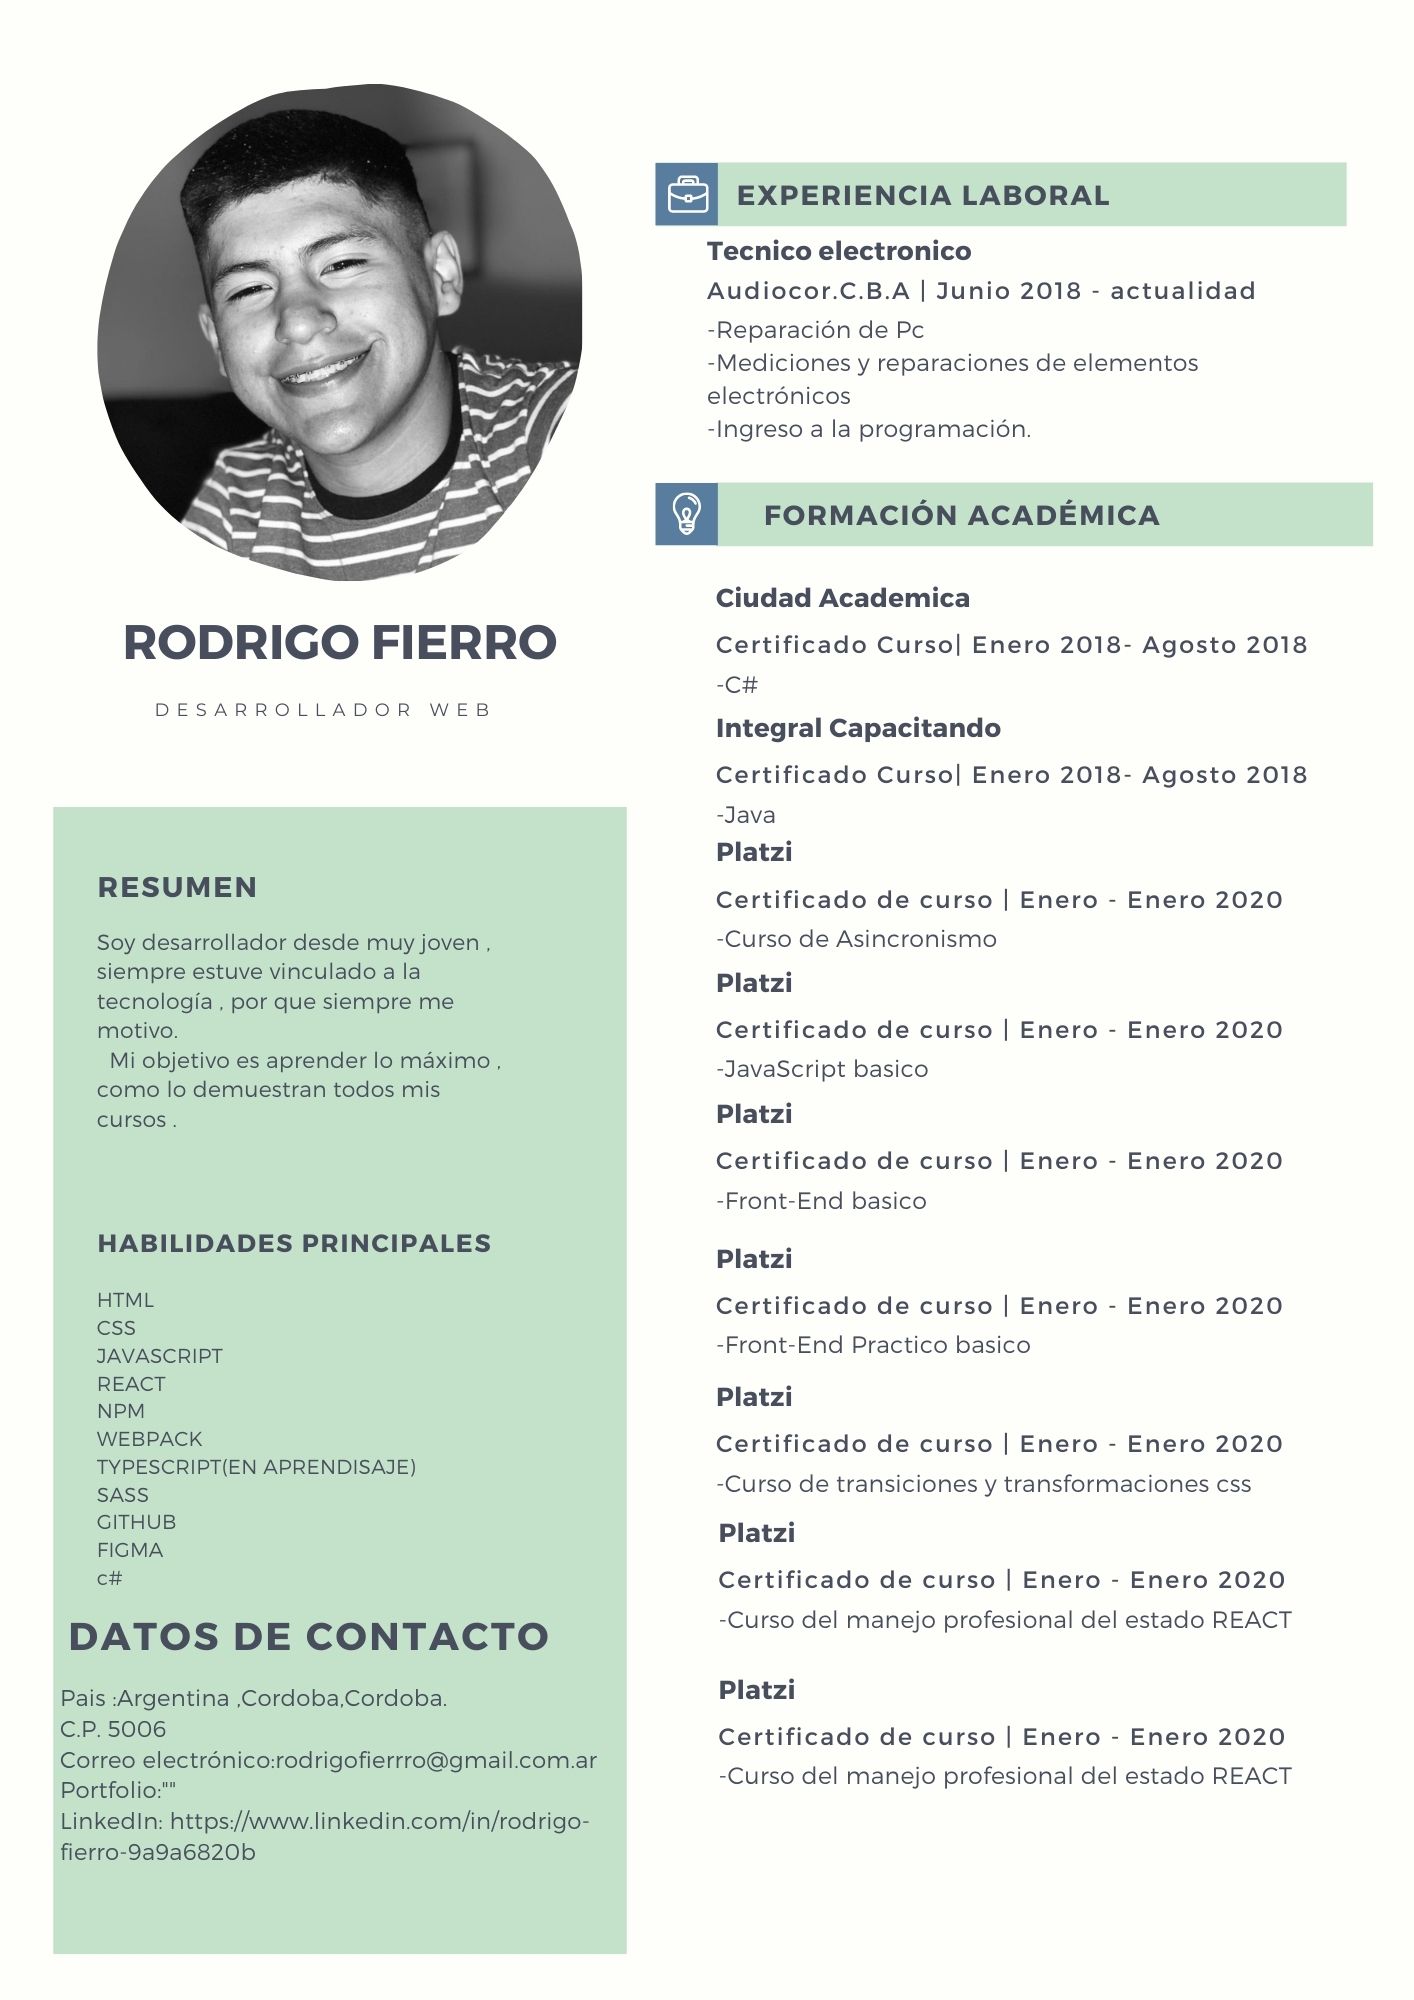 RODRIGO FIERRO
DESARROLLADOR WEB
RESUMEN
Soy desarrollador desde muy joven ,
siempre estuve vinculado a la
tecnología , por que siempre me
motivo.
Mi objetivo es aprender lo máximo ,
como lo demuestran todos mis
cursos .
HABILIDADES PRINCIPALES
HTML
CSS
JAVASCRIPT
REACT
NPM
WEBPACK
TYPESCRIPT(EN APRENDISAJE)
SASS
GITHUB
FIGMA
c#
DATOS DE CONTACTO
Pais :Argentina ,Cordoba,Cordoba.
C.P. 5006
Correo electrónico:rodrigofierrro@gmail.com.ar
Portfolio:""
LinkedIn: https://www.linkedin.com/in/rodrigo-
fierro-9a9a6820b
EXPERIENCIA LABORAL
Tecnico electronico
Audiocor.C.B.A | Junio 2018 - actualidad
-Reparación de Pc
-Mediciones y reparaciones de elementos
electrónicos
-Ingreso a la programación.
FORMACIÓN ACADÉMICA
Ciudad Academica
Certificado Curso| Enero 2018- Agosto 2018
-C#
Integral Capacitando
Certificado Curso| Enero 2018- Agosto 2018
-Java
Platzi
Certificado de curso | Enero - Enero 2020
-Curso de Asincronismo
Platzi
Certificado de curso | Enero - Enero 2020
-JavaScript basico
Platzi
Certificado de curso | Enero - Enero 2020
-Front-End basico
Platzi
Certificado de curso | Enero - Enero 2020
-Front-End Practico basico
Platzi
Certificado de curso | Enero - Enero 2020
-Curso de transiciones y transformaciones css
Platzi
Certificado de curso | Enero - Enero 2020
-Curso del manejo profesional del estado REACT
Platzi
Certificado de curso | Enero - Enero 2020
-Curso del manejo profesional del estado REACT